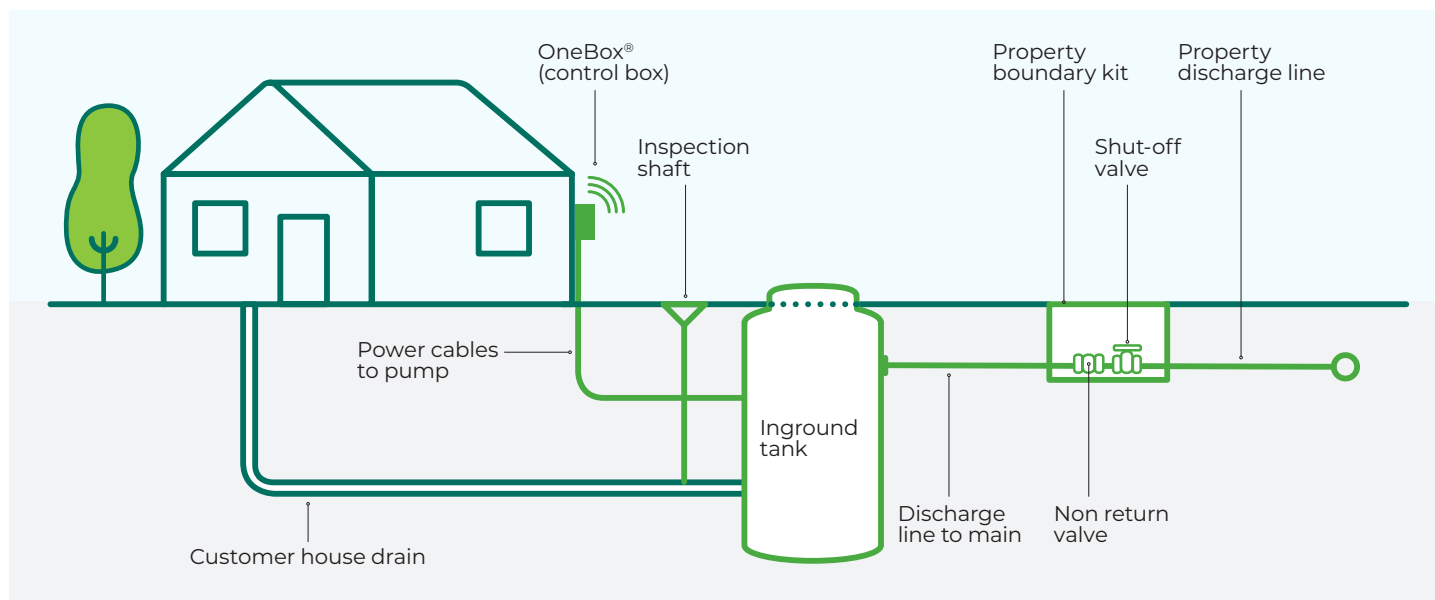 OneBox®
(control box)
Property
boundary kit
Property
discharge line
Inspection
shaft
Shut-off
valve
Power cables
to pump
Inground
tank
Discharge
line to main
Non return
valve
Customer house drain